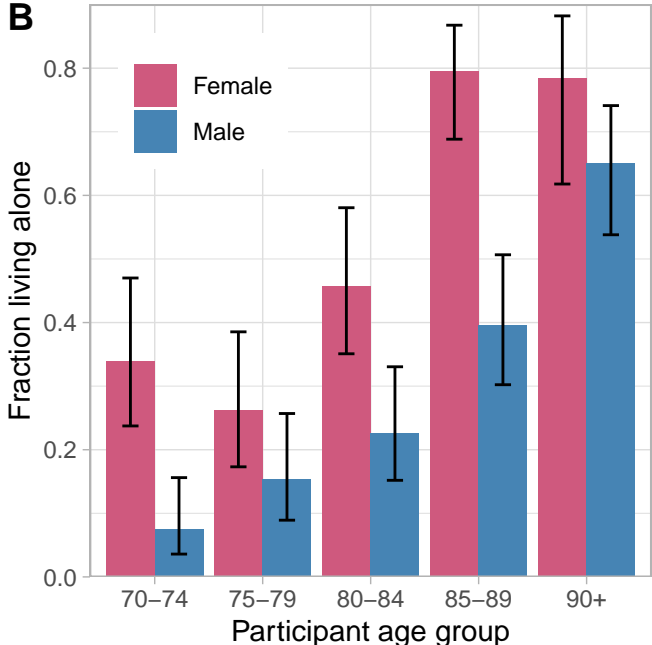 B
Fraction living alone
0.8
0.6
0.4
0.2
0.0
Female
Male
70–74 75–79 80–84 85–89 90+
Participant age group